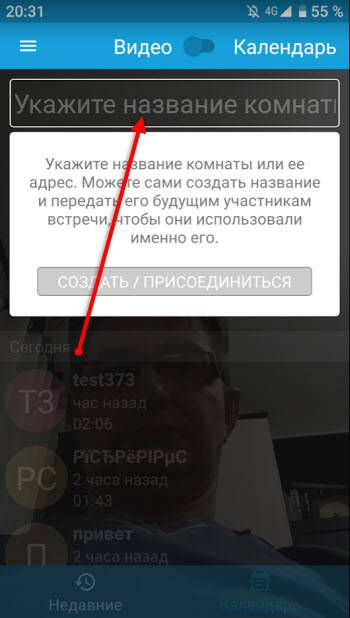 20:31 4G 55 %
Видео Календарь
Укажите название комнаты
Укажите название комнаты или ее
адрес. Можете сами создать название
и передать его будущим участникам
встречи, чтобы они использовали
именно его.
СОЗДАТЬ / ПРИСОЕДИНИТЬСЯ
Сегодня
ТЗ
test373
час назад
02:06
РС
РїСЂРёРІРµС
2 часа назад
01:43
П
привет
2 часа назад
Недавние Календарь